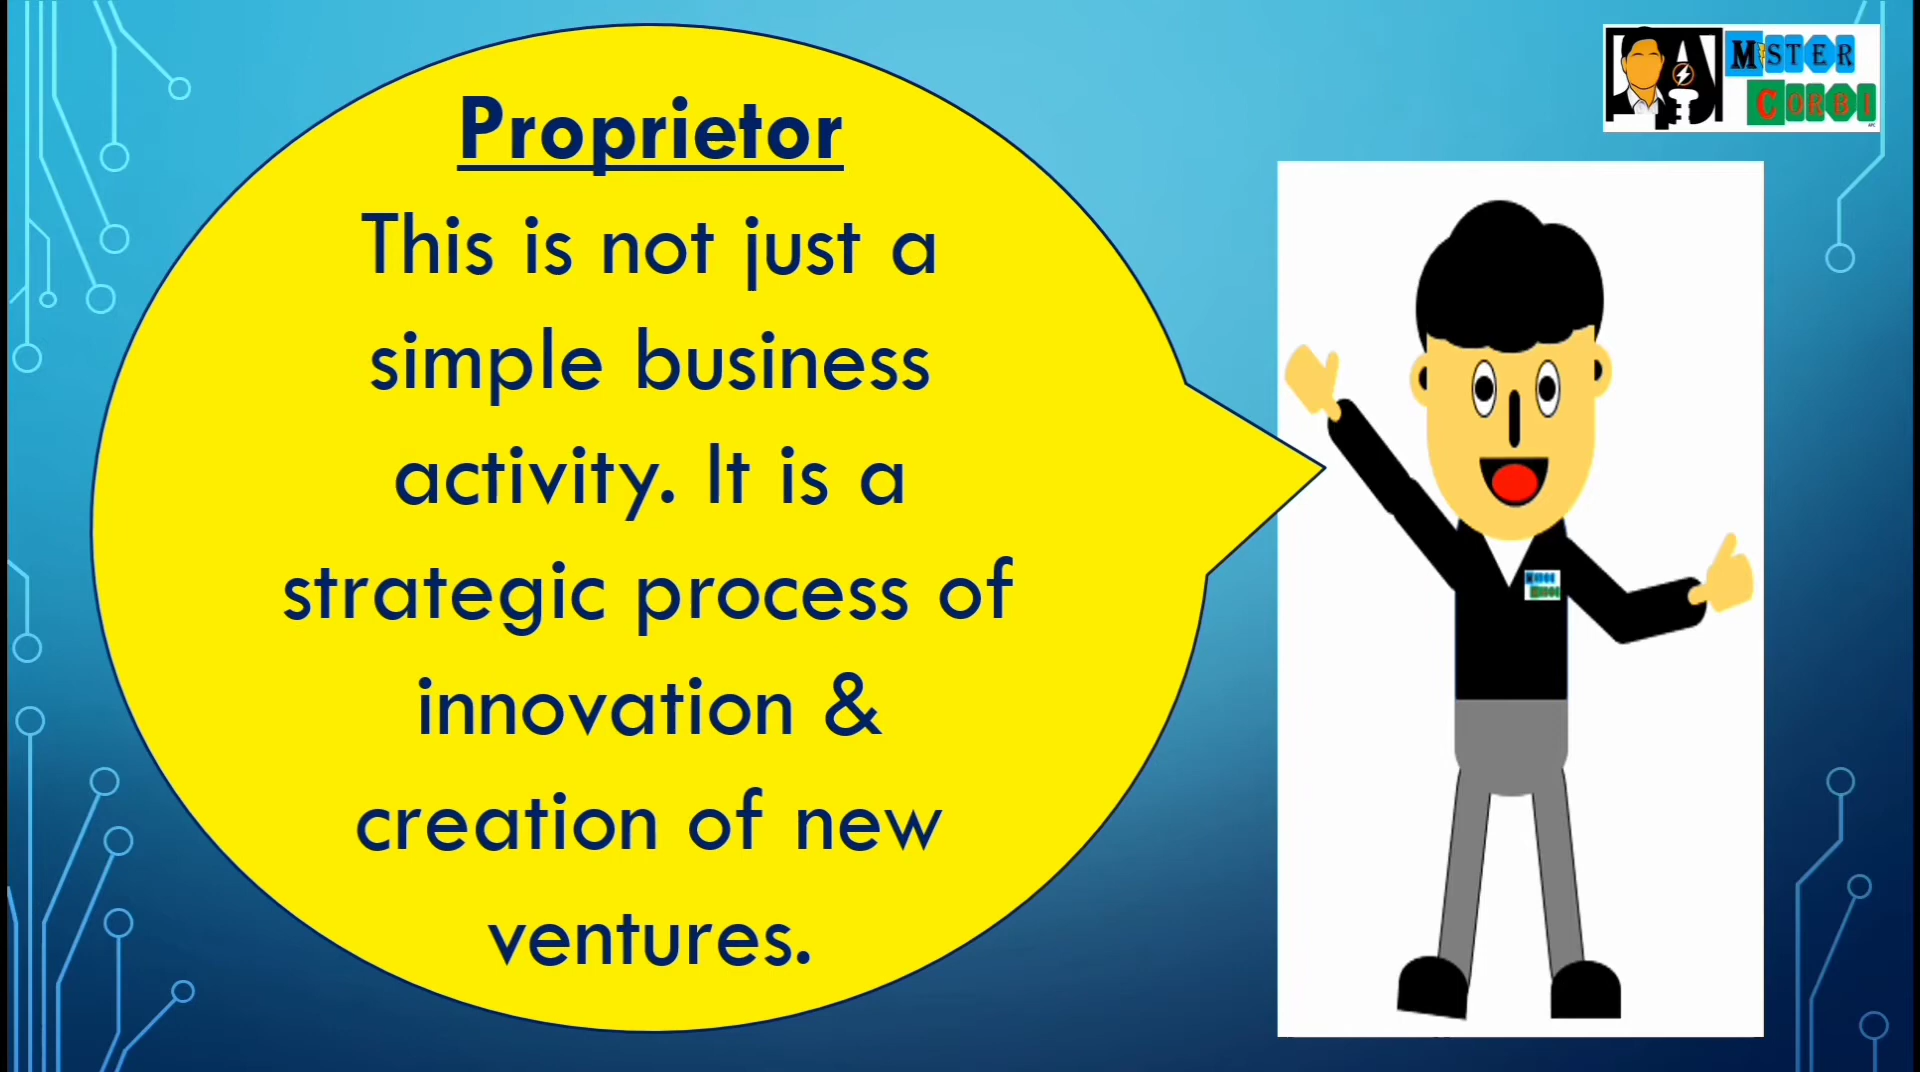 Proprietor
This is not just a
simple business
activity. It is a
strategic process of
innovation &
creation of new
ventures.
MISTER
CORBI